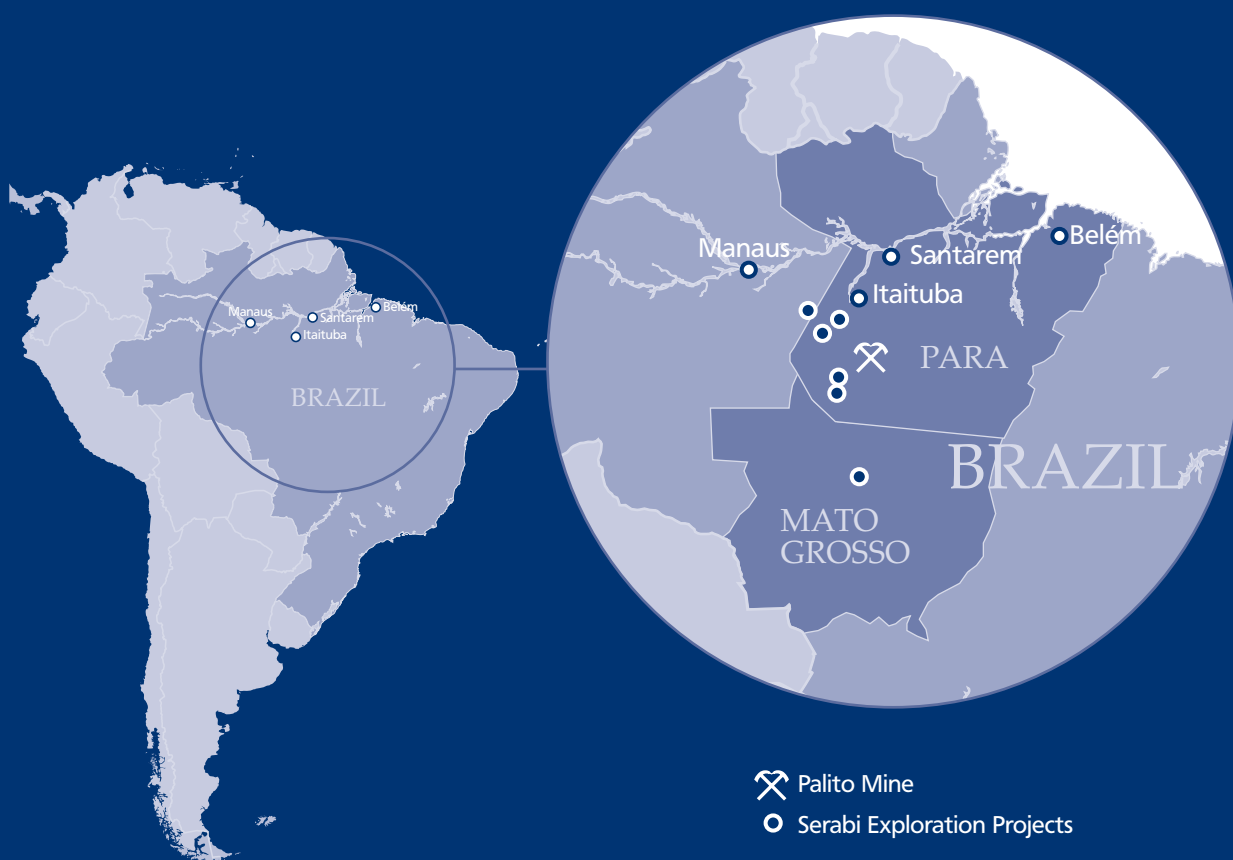 Manaus
Santarem
Belém
Itaituba
BRAZIL
Manaus
Santarem
Belém
Itaituba
PARA
BRAZIL
MATO
GROSSO
Palito Mine
Serabi Exploration Projects